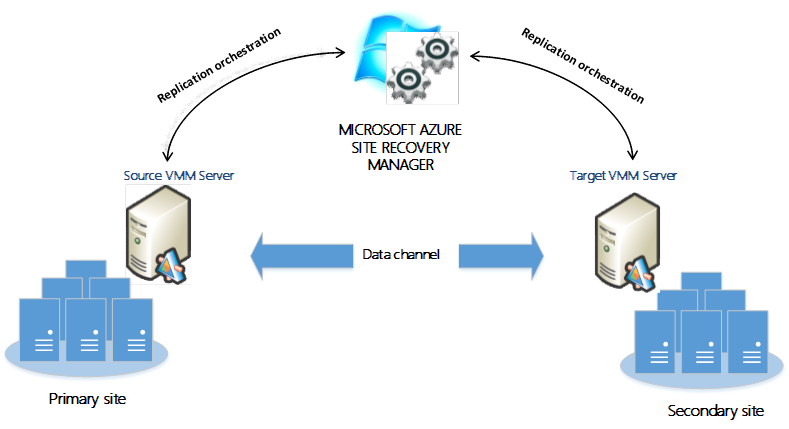 Replication orchestration
Replication orchestration
MICROSOFT AZURE
SITE RECOVERY
MANAGER
Source VMM Server
Target VMM Server
Data channel
Primary site
Secondary site